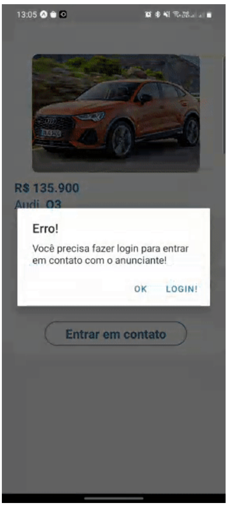 13:05
R$ 135.900
Audi Q3
Erro!
Você precisa fazer login para entrar
em contato com o anunciante!
OK LOGIN!
Entrar em contato